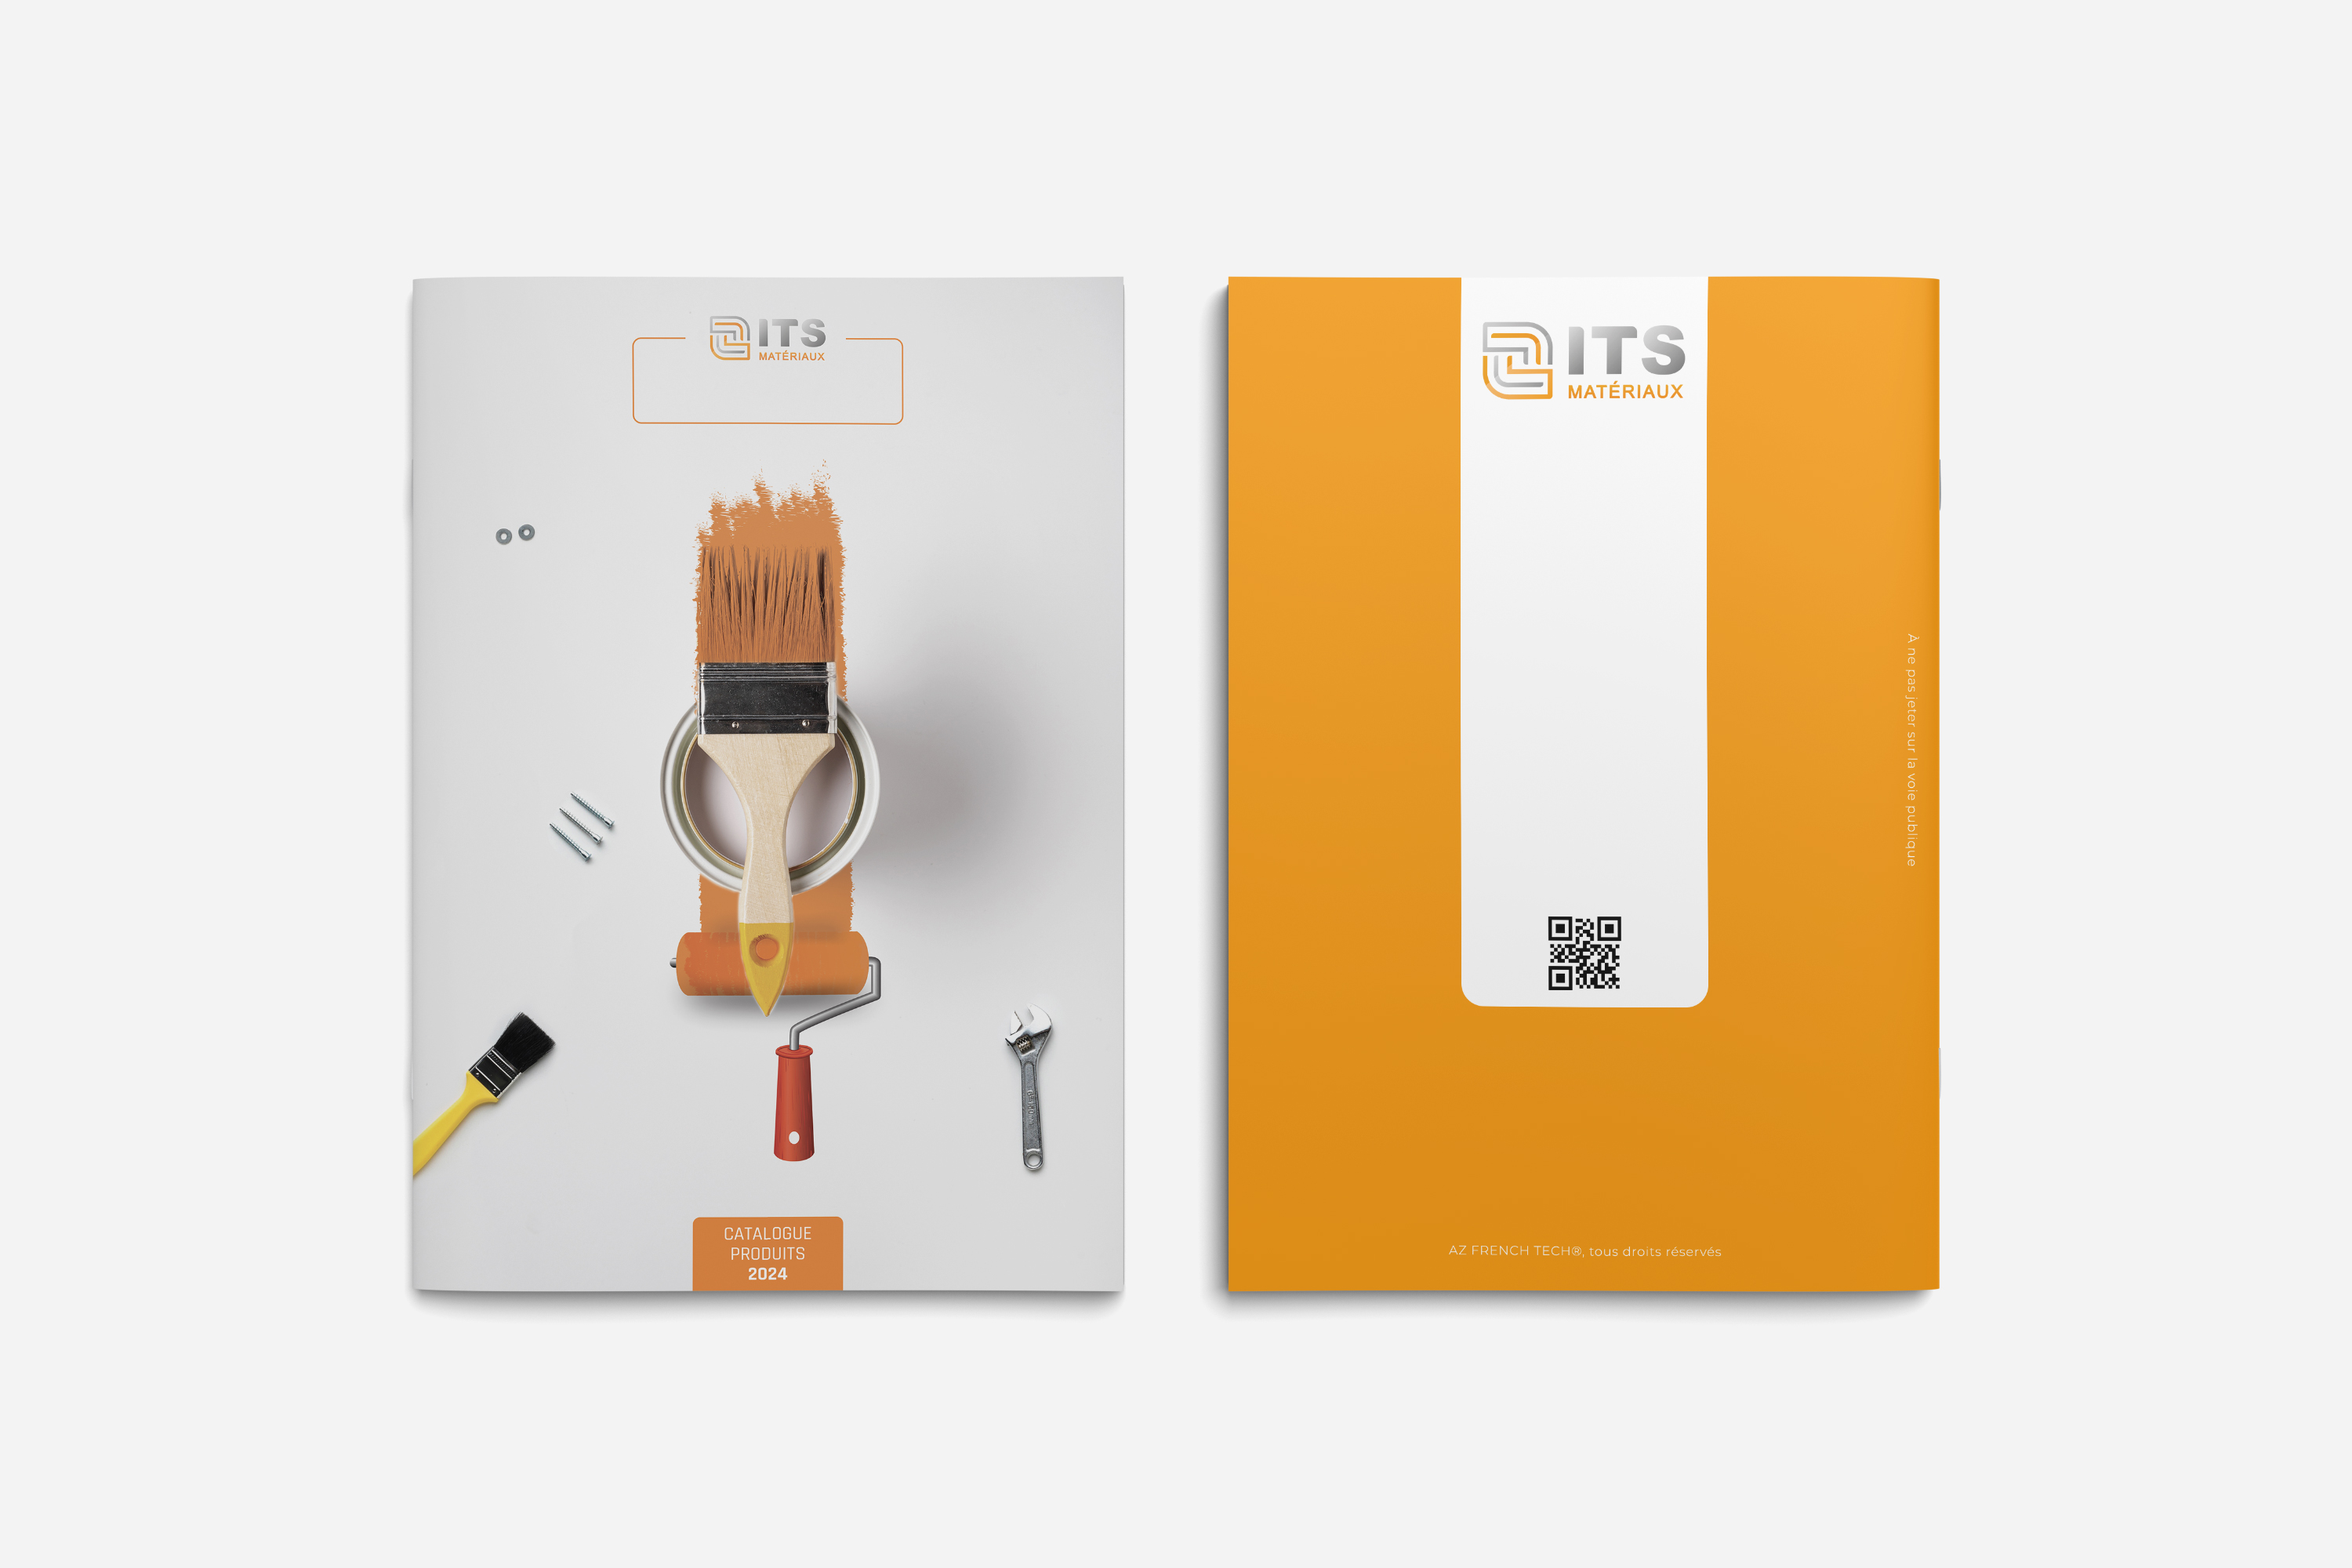 ITS
MATÉRIAUX
CATALOGUE
PRODUITS
2024
ITS
MATÉRIAUX
À ne pas jeter sur la voie publique
AZ FRENCH TECH®, tous droits réservés